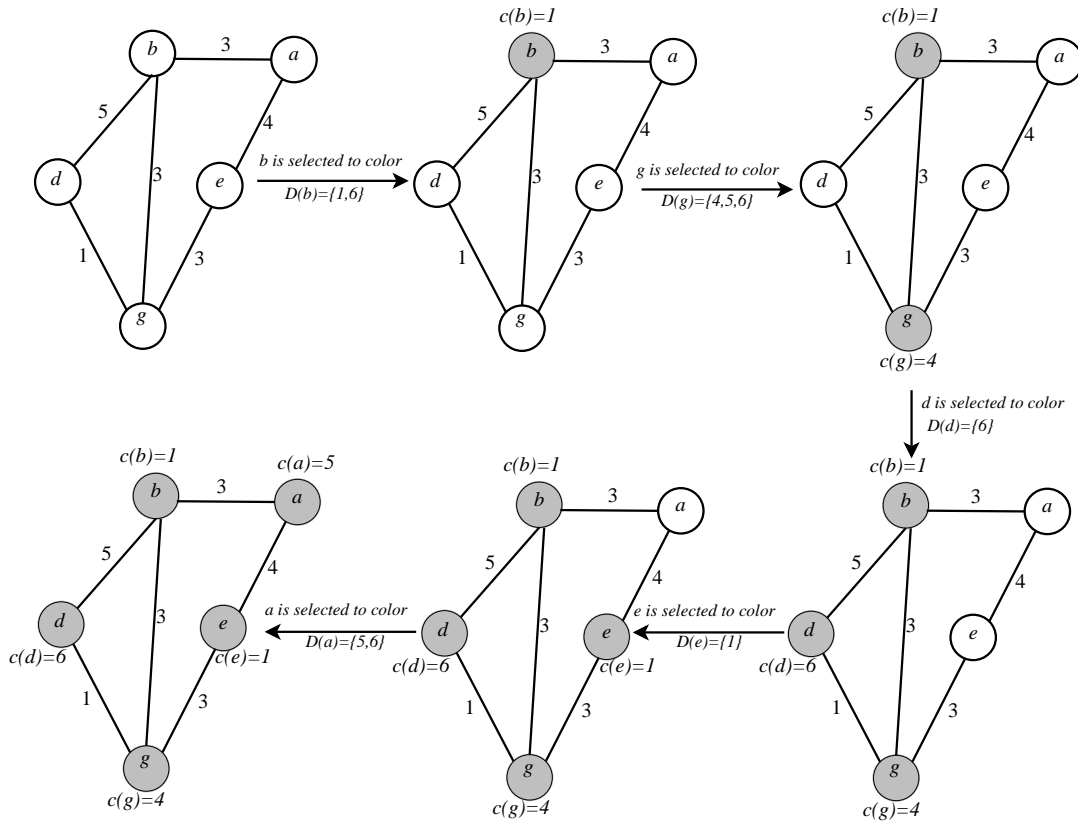 b
3
a
5
4
d
3
e
1
3
g
b is selected to color
D(b)={1,6}
c(b)=1
b
3
a
5
4
d
3
e
1
3
g
g is selected to color
D(g)={4,5,6}
c(b)=1
b
3
a
5
4
d
3
e
1
3
g
c(g)=4
d is selected to color
D(d)={6}
c(b)=1
b
3
a
5
4
d
3
e
c(d)=6
1
3
g
c(g)=4
e is selected to color
D(e)={1}
c(b)=1
b
3
a
5
4
d
3
e
c(d)=6
c(e)=1
1
3
g
c(g)=4
a is selected to color
D(a)={5,6}
c(b)=1
c(a)=5
b
3
a
5
4
d
3
e
c(d)=6
c(e)=1
1
3
g
c(g)=4